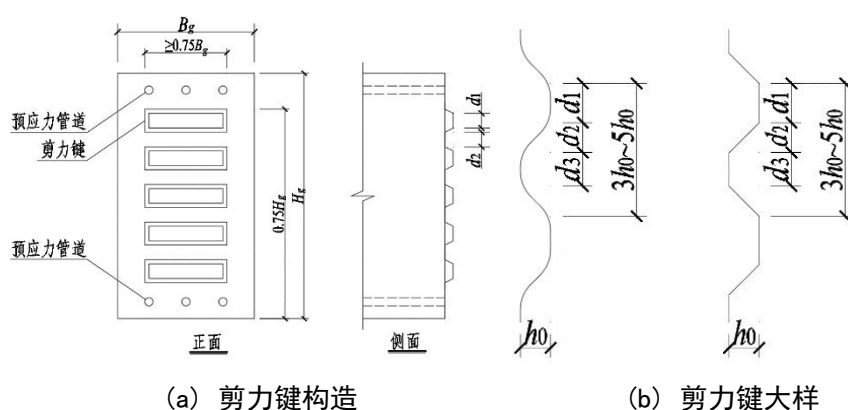 Bg
≥0.75Bg
预应力管道
剪力键
预应力管道
0.75Hg
Hg
正面
d1
d2
侧面
d1
d2
d3
3h0~5h0
h0
d1
d2
d3
3h0~5h0
h0
(a) 剪力键构造
(b) 剪力键大样